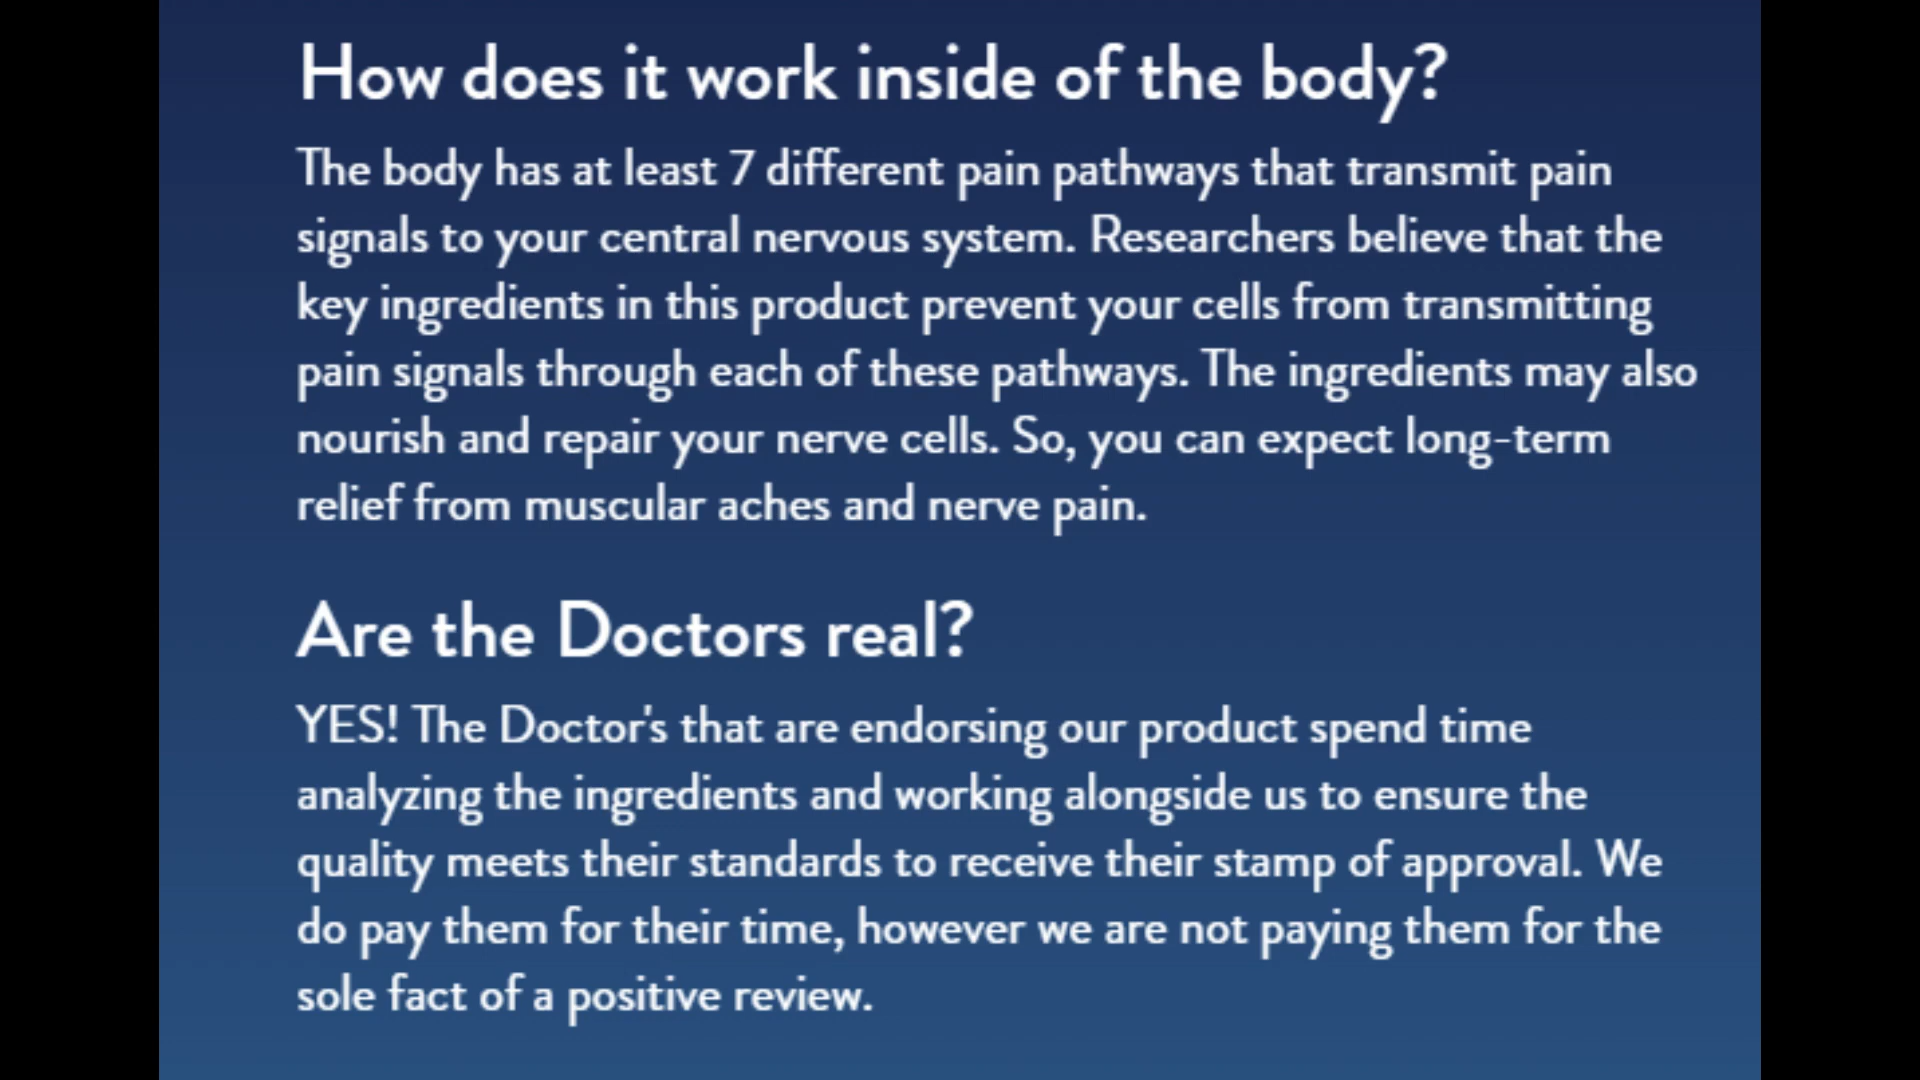 How does it work inside of the body?
The body has at least 7 different pain pathways that transmit pain
signals to your central nervous system. Researchers believe that the
key ingredients in this product prevent your cells from transmitting
pain signals through each of these pathways. The ingredients may also
nourish and repair your nerve cells. So, you can expect long-term
relief from muscular aches and nerve pain.
Are the Doctors real?
YES! The Doctor's that are endorsing our product spend time
analyzing the ingredients and working alongside us to ensure the
quality meets their standards to receive their stamp of approval. We
do pay them for their time, however we are not paying them for the
sole fact of a positive review.